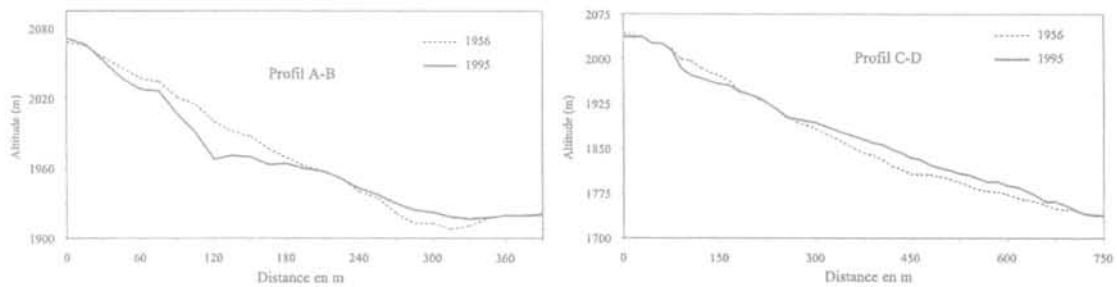 2080
2020
1960
1900
Altitude (m)
1956
1995
Profil A-B
0 60 120 180 240 300 360
Distance en m
2075
2000
1925
1850
1775
1700
Altitude (m)
1956
1995
Profil C-D
0 150 300 450 600 750
Distance en m